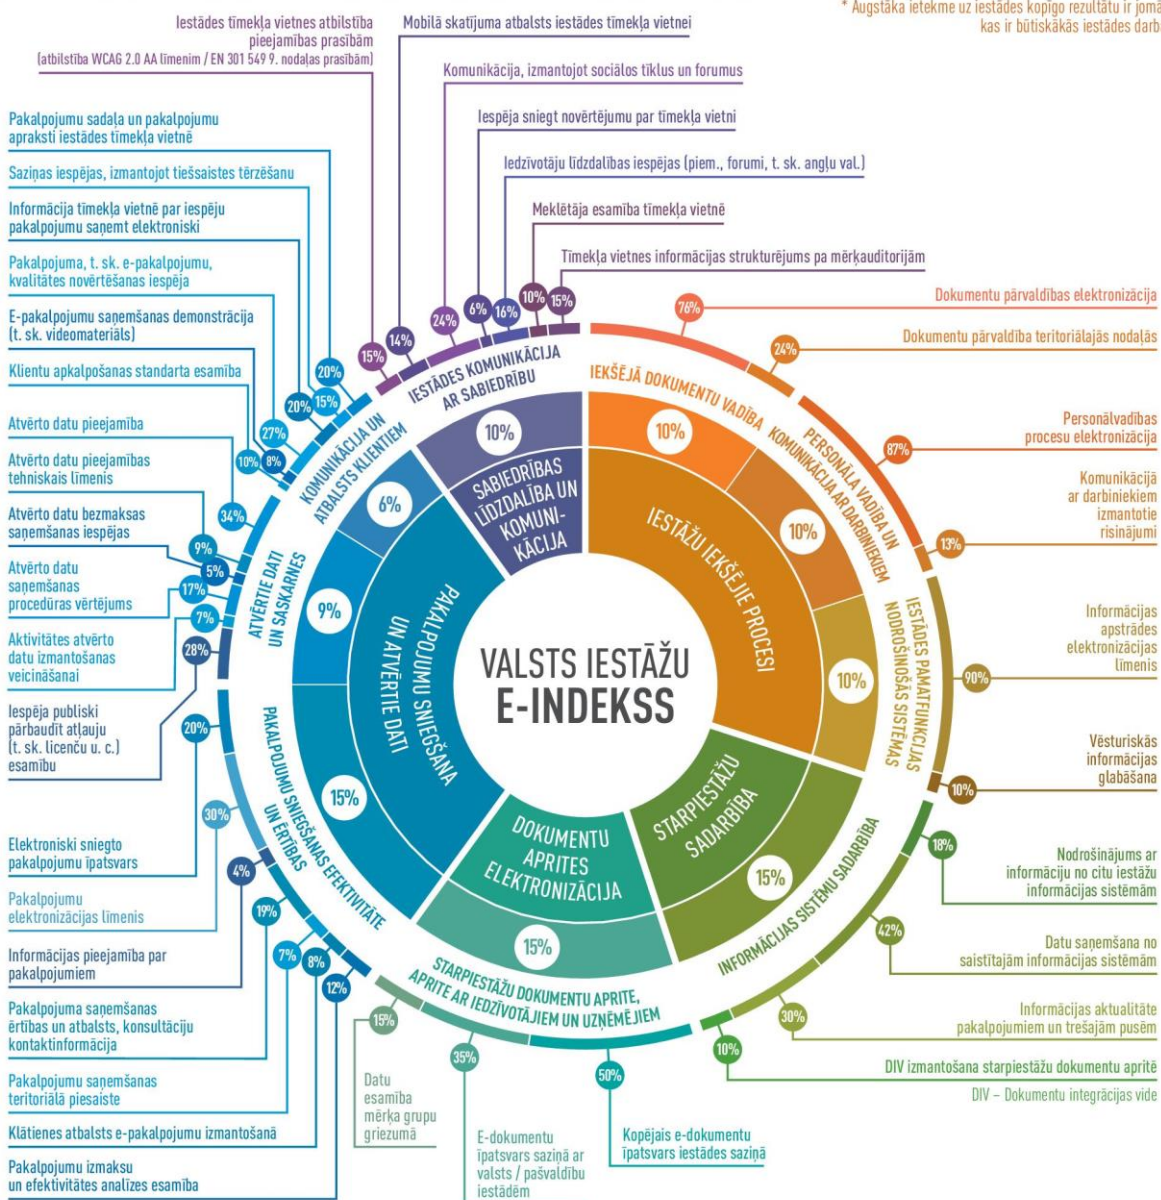 * Augstāka ietekme uz iestādes kopīgo rezultātu ir jomā
kas ir būtiskākās iestādes darb
Iestādes tīmekļa vietnes atbilstība
pieejamības prasībām
(atbilstība WCAG 2.0 AA līmenim / EN 301 549 9. nodaļas prasībām)
Mobilā skatījuma atbalsts iestādes tīmekļa vietnei
Komunikācija, izmantojot sociālos tīklus un forumus
Iespēja sniegt novērtējumu par tīmekļa vietni
Iedzīvotāju līdzdalības iespējas (piem., forumi, t. sk. angļu val.)
Meklētāja esamība tīmekļa vietnē
Tīmekļa vietnes informācijas strukturējums pa mērķauditorijām
15%
14%
24%
6%
16%
10%
15%
Pakalpojumu sadaļa un pakalpojumu
apraksti iestādes tīmekļa vietnē
Saziņas iespējas, izmantojot tiešsaistes tērzēšanu
Informācija tīmekļa vietnē par iespēju
pakalpojumu saņemt elektroniski
Pakalpojuma, t. sk. e-pakalpojumu,
kvalitātes novērtēšanas iespēja
E-pakalpojumu saņemšanas demonstrācija
(t. sk. videomateriāls)
Klientu apkalpošanas standarta esamība
20%
15%
20%
27%
8%
10%
Atvērto datu pieejamība
Atvērto datu pieejamības
tehniskais līmenis
Atvērto datu bezmaksas
saņemšanas iespējas
Atvērto datu
saņemšanas
procedūras vērtējums
Aktivitātes atvērto
datu izmantošanas
veicināšanai
Iespēja publiski
pārbaudīt atļauju
(t. sk. licenču u. c.)
esamību
34%
9%
5%
17%
7%
28%
Elektroniski sniegto
pakalpojumu īpatsvars
Pakalpojumu
elektronizācijas līmenis
Informācijas pieejamība par
pakalpojumiem
Pakalpojuma saņemšanas
ērtības un atbalsts, konsultāciju
kontaktinformācija
Pakalpojumu saņemšanas
teritoriālā piesaiste
Klātienes atbalsts e-pakalpojumu izmantošanā
Pakalpojumu izmaksu
un efektivitātes analīzes esamība
20%
30%
4%
19%
7%
8%
12%
Dokumentu pārvaldības elektronizācija
Dokumentu pārvaldība teritoriālajās nodaļās
76%
24%
Personālvadības
procesu elektronizācija
Komunikācijā
ar darbiniekiem
izmantotie
risinājumi
87%
13%
Informācijas
apstrādes
elektronizācijas
līmenis
Vēsturiskās
informācijas
glabāšana
90%
10%
Nodrošinājums ar
informāciju no citu iestāžu
informācijas sistēmām
Datu saņemšana no
saistītajām informācijas sistēmām
Informācijas aktualitāte
pakalpojumiem un trešajām pusēm
DIV izmantošana starpiestāžu dokumentu apritē
DIV – Dokumentu integrācijas vide
18%
42%
30%
10%
15%
35%
50%
Datu
esamība
mērķa grupu
griezumā
E-dokumentu
īpatsvars saziņā ar
valsts / pašvaldību
iestādēm
Kopējais e-dokumentu
īpatsvars iestādes saziņā
IESTĀDES KOMUNIKĀCIJA
AR SABIEDRĪBU
10%
SABIEDRĪBAS
LĪDZDALĪBA UN
KOMUNI-
KĀCIJA
IEKŠĒJĀ DOKUMENTU VADĪBA
10%
PERSONĀLA VADĪBA UN
KOMUNIKĀCIJA AR DARBINIEKIEM
10%
IESTĀDES PAMATFUNKCIJAS
NODROŠINOŠĀS SISTĒMAS
10%
IESTĀŽU IEKŠĒJIE PROCESI
INFORMĀCIJAS SISTĒMU SADARBĪBA
15%
STARPIESTĀŽU
SADARBĪBA
DOKUMENTU
APRITES
ELEKTRONIZĀCIJA
15%
STARPIESTĀŽU DOKUMENTU APRITE,
APRITE AR IEDZĪVOTĀJIEM UN UZŅĒMĒJIEM
PAKALPOJUMU SNIEGŠANAS EFEKTIVITĀTE
UN ĒRTĪBAS
15%
ATVĒRTIE DATI
UN SASKARNES
9%
KOMUNIKĀCIJA UN
ATBALSTS KLIENTIEM
6%
PAKALPOJUMU SNIEGŠANA
UN ATVĒRTIE DATI
VALSTS IESTĀŽU
E-INDEKSS